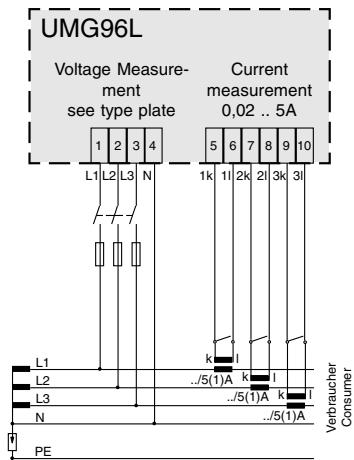 UMG96L
Voltage Measure-
ment
see type plate
Current
measurement
0,02 .. 5A
1 2 3 4
5 6 7 8 9 10
L1 L2 L3 N
1k 1l 2k 2l 3k 3l
L1
k l
../5(1)A
L2
k l
../5(1)A
L3
k l
../5(1)A
N
PE
Verbraucher
Consumer